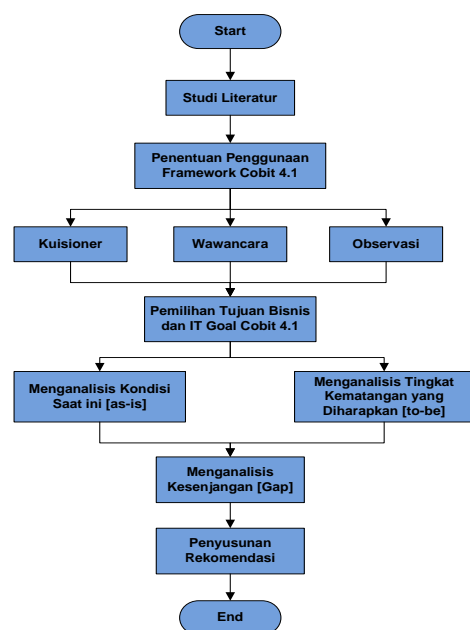 Start
Studi Literatur
Penentuan Penggunaan
Framework Cobit 4.1
Kuisioner
Wawancara
Observasi
Pemilihan Tujuan Bisnis
dan IT Goal Cobit 4.1
Menganalisis Kondisi
Saat ini [as-is]
Menganalisis Tingkat
Kematangan yang
Diharapkan [to-be]
Menganalisis
Kesenjangan [Gap]
Penyusunan
Rekomendasi
End